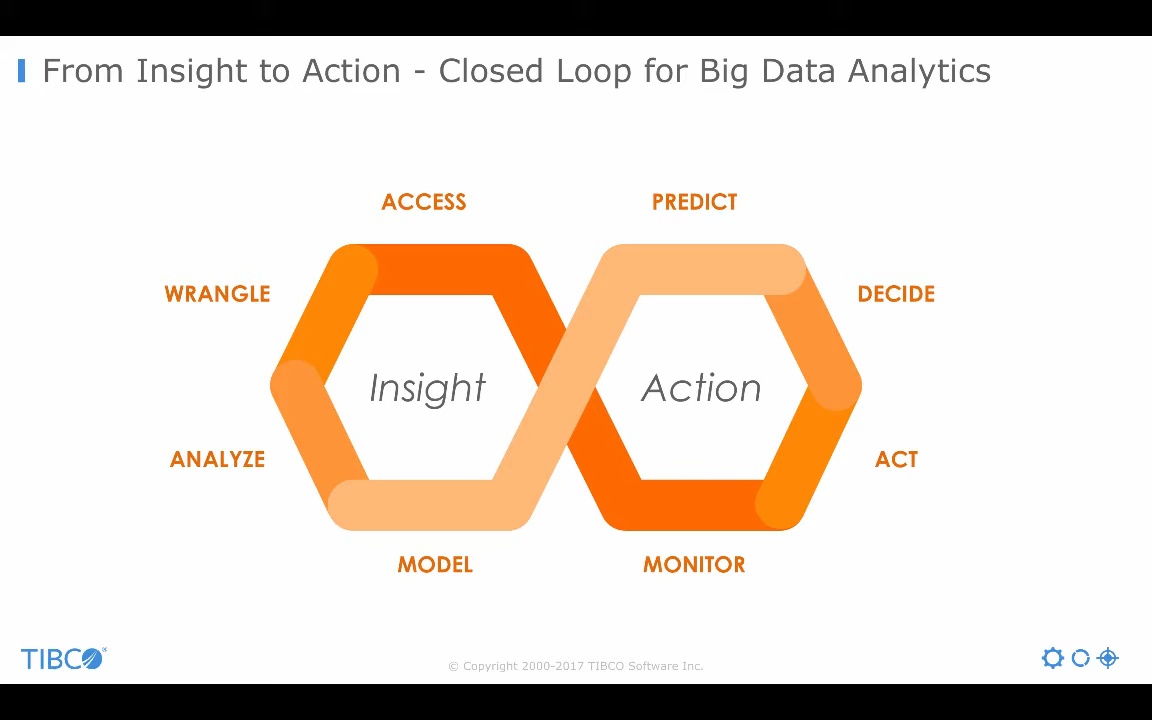 From Insight to Action - Closed Loop for Big Data Analytics
ACCESS
PREDICT
WRANGLE
DECIDE
Insight
Action
ANALYZE
ACT
MODEL
MONITOR
TIBCO®
© Copyright 2000-2017 TIBCO Software Inc.